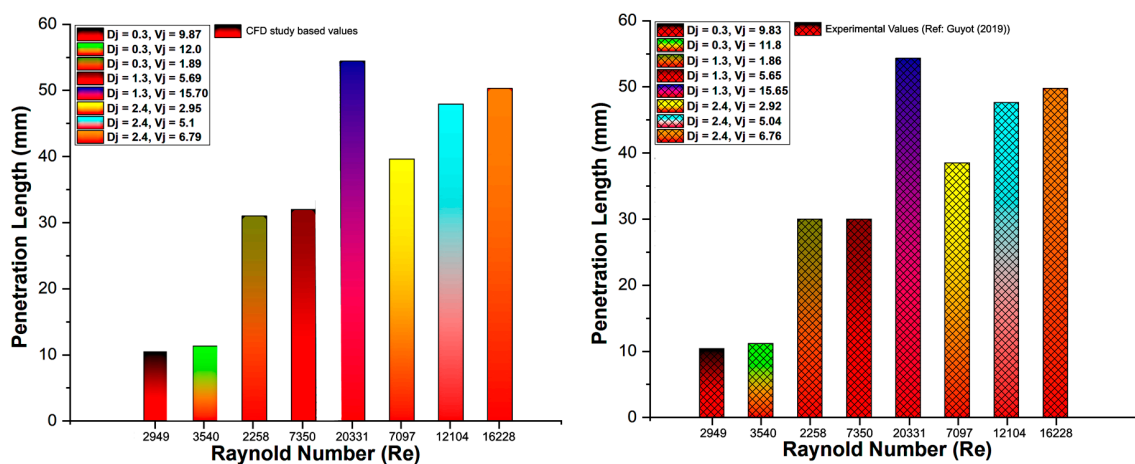 Dj = 0.3, Vj = 9.87
Dj = 0.3, Vj = 12.0
Dj = 0.3, Vj = 1.89
Dj = 1.3, Vj = 5.69
Dj = 1.3, Vj = 15.70
Dj = 2.4, Vj = 2.95
Dj = 2.4, Vj = 5.1
Dj = 2.4, Vj = 6.79
CFD study based values
Penetration Length (mm)
60
50
40
30
20
10
0
2949 3540 2258 7350 20331 7097 12104 16228
Raynold Number (Re)
Dj = 0.3, Vj = 9.83
Dj = 0.3, Vj = 11.8
Dj = 1.3, Vj = 1.86
Dj = 1.3, Vj = 5.65
Dj = 1.3, Vj = 15.65
Dj = 2.4, Vj = 2.92
Dj = 2.4, Vj = 5.04
Dj = 2.4, Vj = 6.76
Experimental Values (Ref: Guyot (2019))
Penetration Length (mm)
60
50
40
30
20
10
0
2949 3540 2258 7350 20331 7097 12104 16228
Raynold Number (Re)